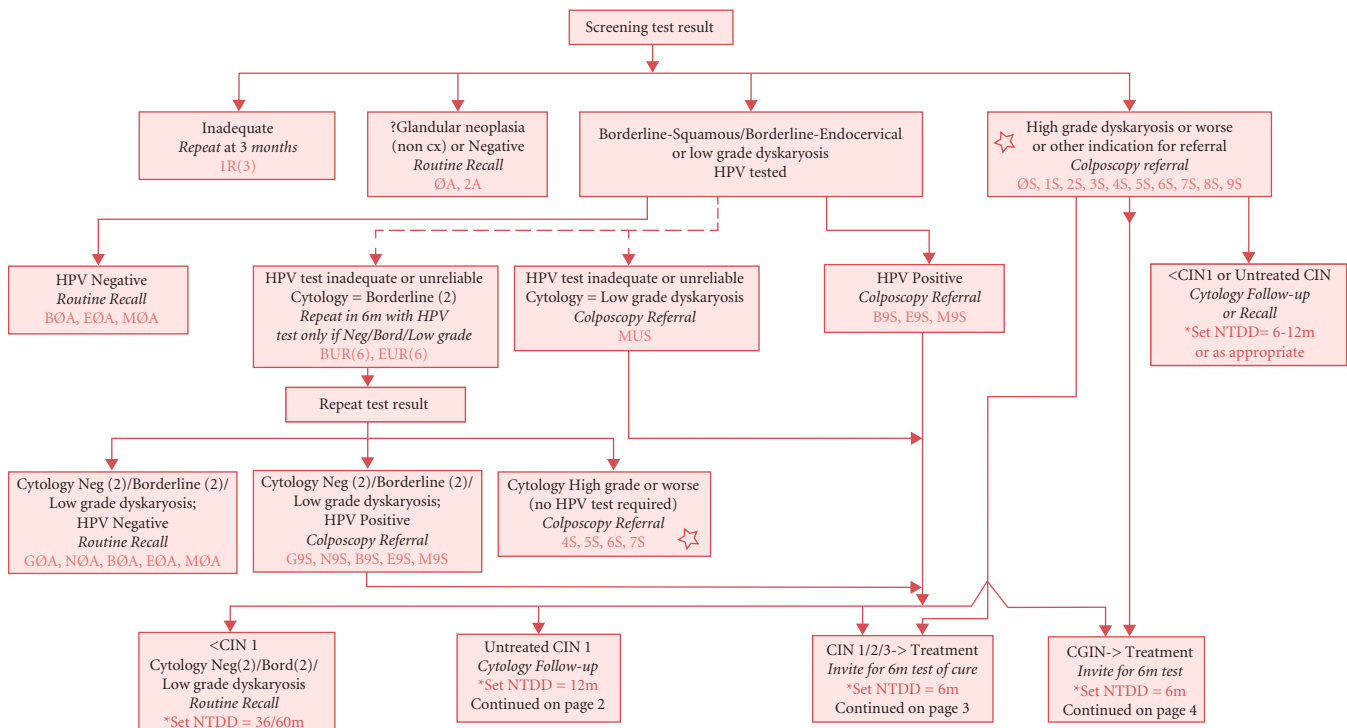 Screening test result
Inadequate
Repeat at 3 months
1R(3)
?Glandular neoplasia
(non cx) or Negative
Routine Recall
ØA, 2A
Borderline-Squamous/Borderline-Endocervical
or low grade dyskaryosis
HPV tested
High grade dyskaryosis or worse
or other indication for referral
Colposcopy referral
ØS, 1S, 2S, 3S, 4S, 5S, 6S, 7S, 8S, 9S
HPV Negative
Routine Recall
BØA, EØA, MØA
HPV test inadequate or unreliable
Cytology = Borderline (2)
Repeat in 6m with HPV
test only if Neg/Bord/Low grade
BUR(6), EUR(6)
HPV test inadequate or unreliable
Cytology = Low grade dyskaryosis
Colposcopy Referral
MUS
HPV Positive
Colposcopy Referral
B9S, E9S, M9S
<CIN1 or Untreated CIN
Cytology Follow-up
or Recall
*Set NTDD= 6-12m
or as appropriate
Repeat test result
Cytology Neg (2)/Borderline (2)/
Low grade dyskaryosis;
HPV Negative
Routine Recall
GØA, NØA, BØA, EØA, MØA
Cytology Neg (2)/Borderline (2)/
Low grade dyskaryosis;
HPV Positive
Colposcopy Referral
G9S, N9S, B9S, E9S, M9S
Cytology High grade or worse
(no HPV test required)
Colposcopy Referral
4S, 5S, 6S, 7S
<CIN 1
Cytology Neg(2)/Bord(2)/
Low grade dyskaryosis
Routine Recall
*Set NTDD = 36/60m
Untreated CIN 1
Cytology Follow-up
*Set NTDD = 12m
Continued on page 2
CIN 1/2/3-> Treatment
Invite for 6m test of cure
*Set NTDD = 6m
Continued on page 3
CGIN-> Treatment
Invite for 6m test
*Set NTDD = 6m
Continued on page 4